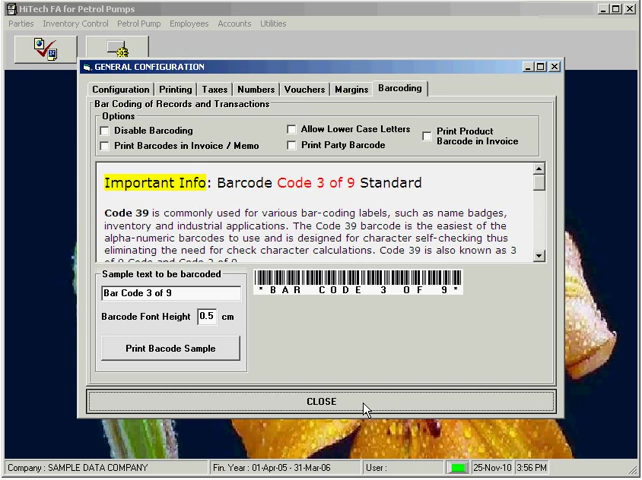 HiTech FA for Petrol Pumps
Parties Inventory Control Petrol Pump Employees Accounts Utilities
GENERAL CONFIGURATION
Configuration Printing Taxes Numbers Vouchers Margins Barcoding
Bar Coding of Records and Transactions
Options
Disable Barcoding
Allow Lower Case Letters
Print Product
Barcode in Invoice
Print Barcodes in Invoice / Memo
Print Party Barcode
Important Info: Barcode Code 3 of 9 Standard
Code 39 is commonly used for various bar-coding labels, such as name badges,
inventory and industrial applications. The Code 39 barcode is the easiest of the
alpha-numeric barcodes to use and is designed for character self-checking thus
eliminating the need for check character calculations. Code 39 is also known as 3
of 9 Code and Code 3 of 9.
Sample text to be barcoded
Bar Code 3 of 9
* B A R C O D E 3 O F 9 *
Barcode Font Height 0.5 cm
Print Bacode Sample
CLOSE
Company : SAMPLE DATA COMPANY Fin. Year : 01-Apr-05 - 31-Mar-06 User : 25-Nov-10 3:56 PM